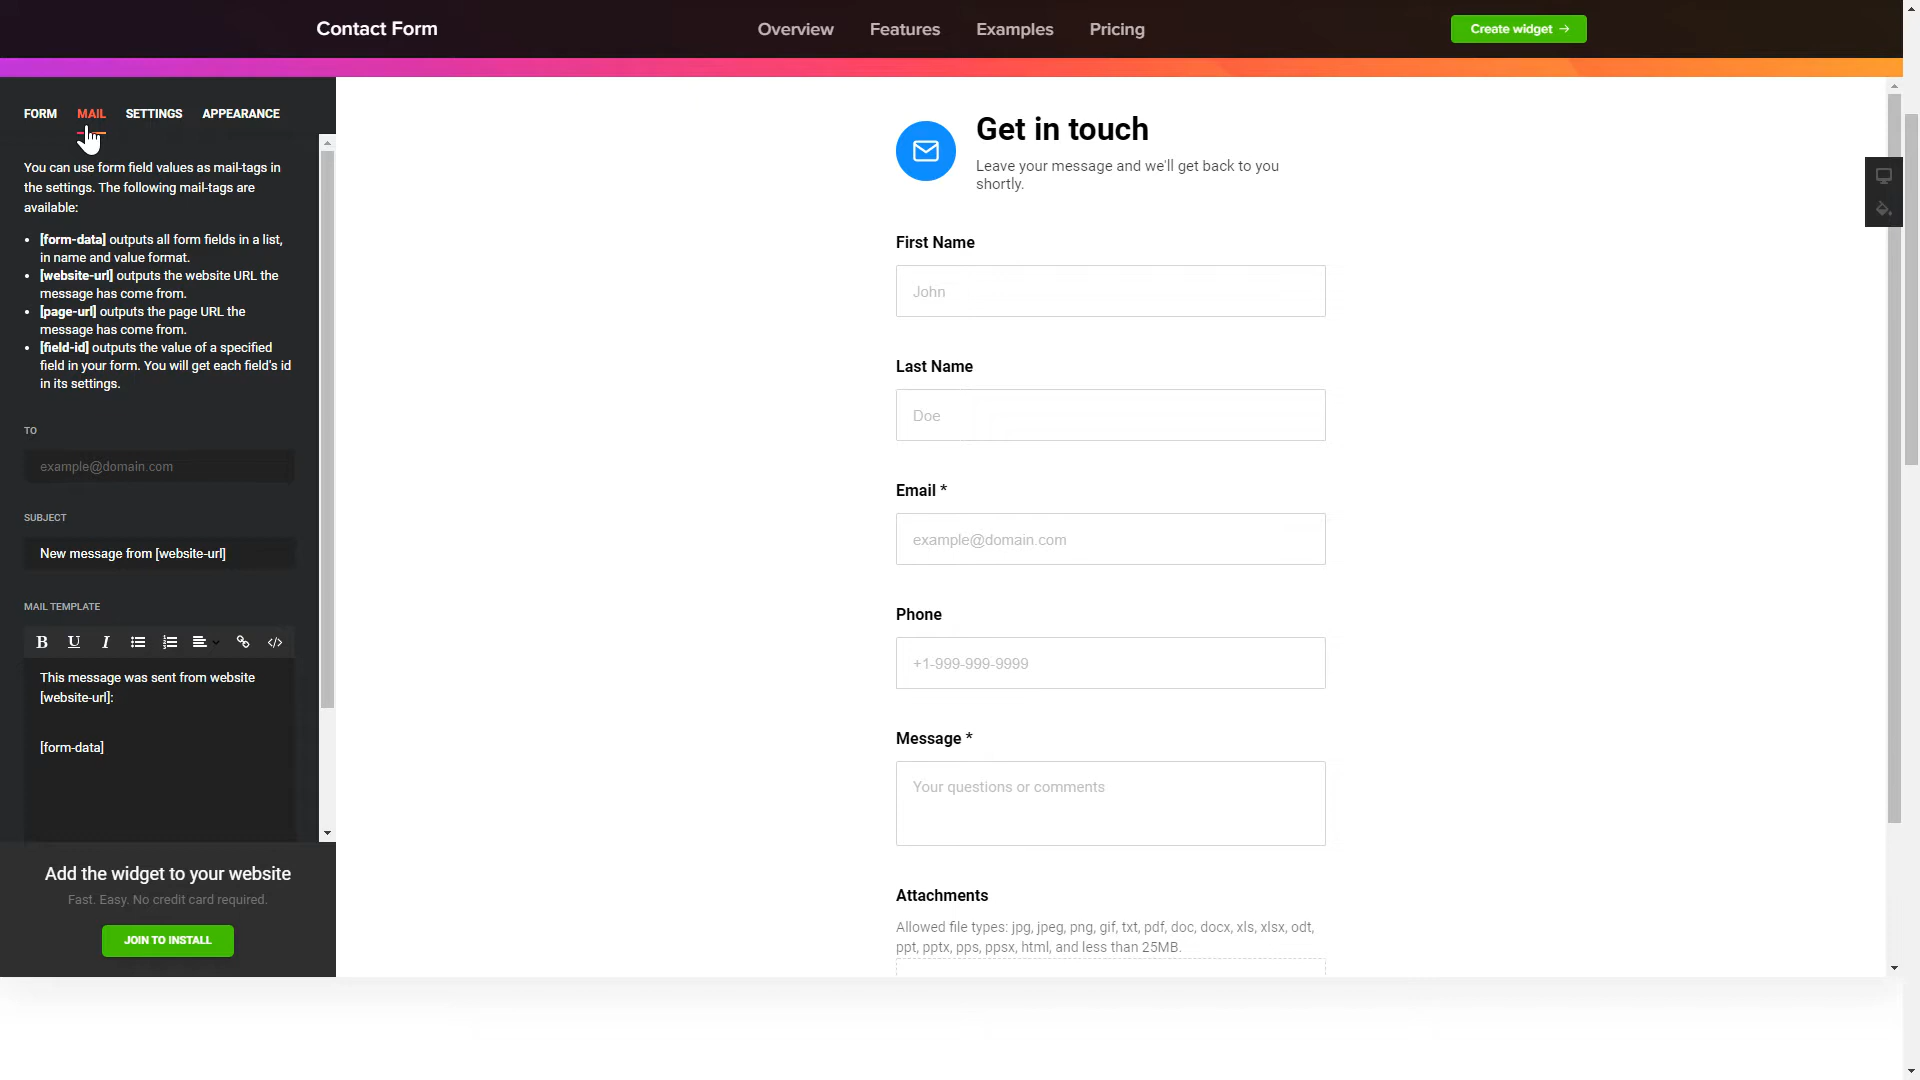 Contact Form
Overview
Features
Examples
Pricing
Create widget →
FORM
MAIL
SETTINGS
APPEARANCE
You can use form field values as mail-tags in
the settings. The following mail-tags are
available:
[form-data] outputs all form fields in a list,
in name and value format.
[website-url] outputs the website URL the
message has come from.
[page-url] outputs the page URL the
message has come from.
[field-id] outputs the value of a specified
field in your form. You will get each field's id
in its settings.
TO
example@domain.com
SUBJECT
New message from [website-url]
MAIL TEMPLATE
B U I
This message was sent from website
[website-url]:
[form-data]
Add the widget to your website
Fast. Easy. No credit card required.
JOIN TO INSTALL
Get in touch
Leave your message and we'll get back to you
shortly.
First Name
John
Last Name
Doe
Email *
example@domain.com
Phone
+1-999-999-9999
Message *
Your questions or comments
Attachments
Allowed file types: jpg, jpeg, png, gif, txt, pdf, doc, docx, xls, xlsx, odt,
ppt, pptx, pps, ppsx, html, and less than 25MB.